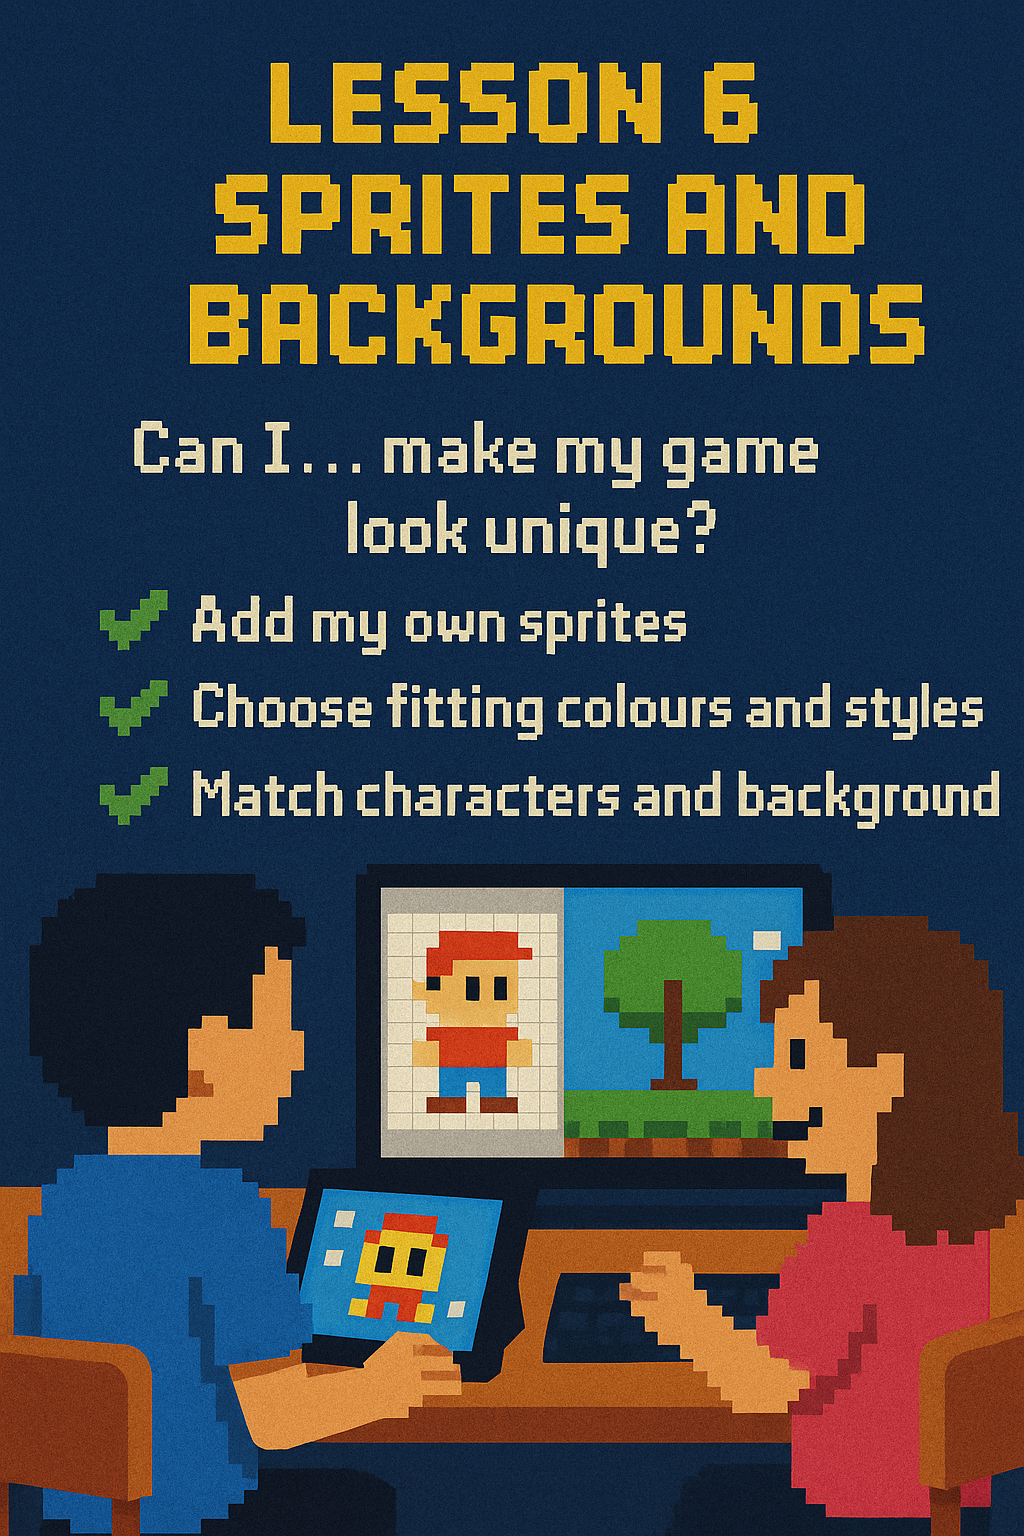 LESSON 6
SPRITES AND
BACKGROUNDS
Can I... make my game
look unique?
Add my own sprites
Choose fitting colours and styles
Match characters and background